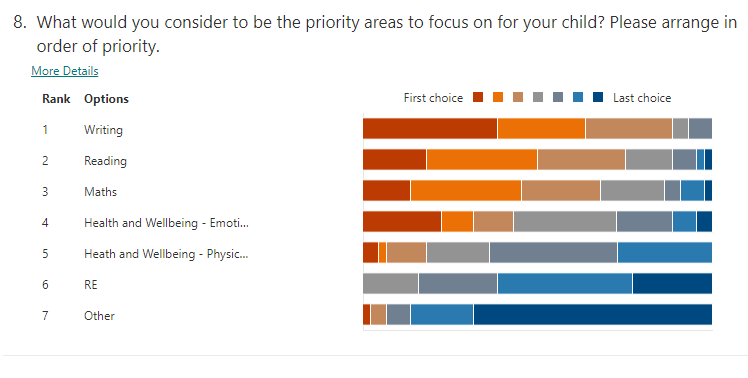 8. What would you consider to be the priority areas to focus on for your child? Please arrange in
order of priority.
More Details
Rank Options First choice Last choice
1 Writing
2 Reading
3 Maths
4 Health and Wellbeing - Emoti...
5 Heath and Wellbeing - Physic...
6 RE
7 Other